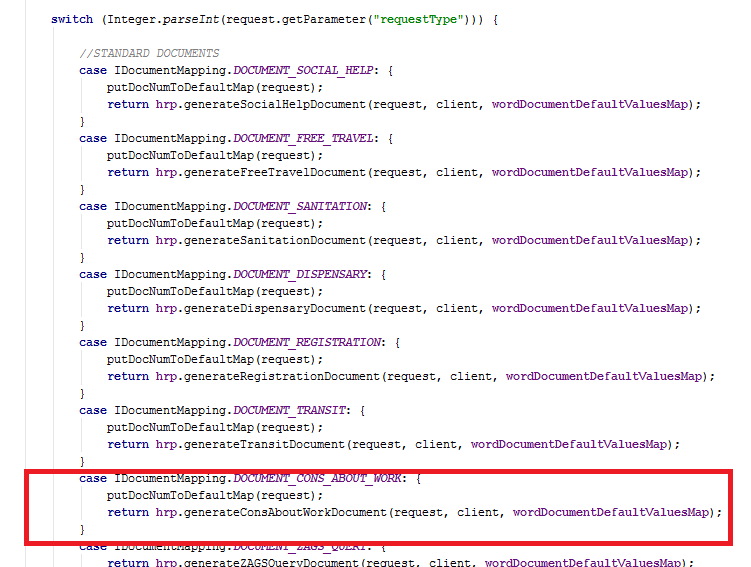 switch (Integer.parseInt(request.getParameter("requestType"))) {
//STANDARD DOCUMENTS
case IDocumentMapping.DOCUMENT_SOCIAL_HELP: {
putDocNumToDefaultMap(request);
return hrp.generateSocialHelpDocument(request, client, wordDocumentDefaultValuesMap);
}
case IDocumentMapping.DOCUMENT_FREE_TRAVEL: {
putDocNumToDefaultMap(request);
return hrp.generateFreeTravelDocument(request, client, wordDocumentDefaultValuesMap);
}
case IDocumentMapping.DOCUMENT_SANITATION: {
putDocNumToDefaultMap(request);
return hrp.generateSanitationDocument(request, client, wordDocumentDefaultValuesMap);
}
case IDocumentMapping.DOCUMENT_DISPENSARY: {
putDocNumToDefaultMap(request);
return hrp.generateDispensaryDocument(request, client, wordDocumentDefaultValuesMap);
}
case IDocumentMapping.DOCUMENT_REGISTRATION: {
putDocNumToDefaultMap(request);
return hrp.generateRegistrationDocument(request, client, wordDocumentDefaultValuesMap);
}
case IDocumentMapping.DOCUMENT_TRANSIT: {
putDocNumToDefaultMap(request);
return hrp.generateTransitDocument(request, client, wordDocumentDefaultValuesMap);
}
case IDocumentMapping.DOCUMENT_CONS_ABOUT_WORK: {
putDocNumToDefaultMap(request);
return hrp.generateConsAboutWorkDocument(request, client, wordDocumentDefaultValuesMap);
}
case IDocumentMapping.DOCUMENT_ZAGS_QUERY: {
return hrp.generateZAGSQueryDocument(request, client, wordDocumentDefaultValuesMap);